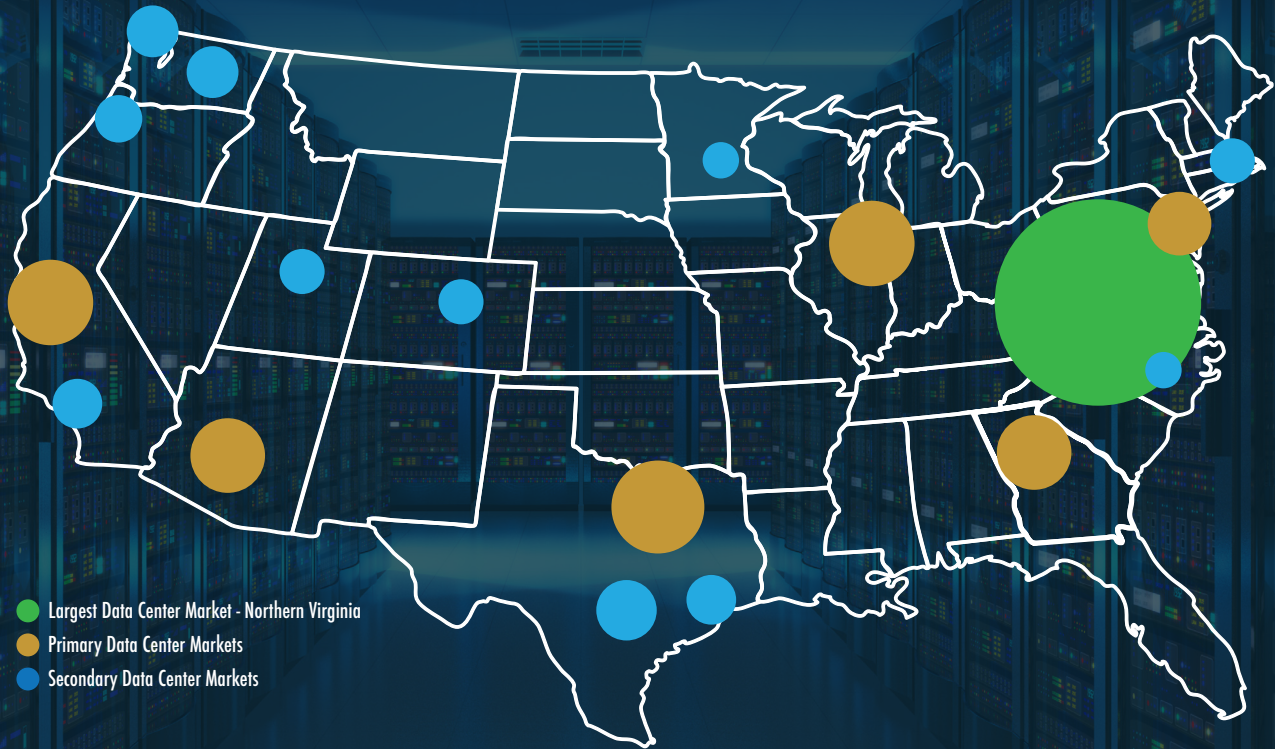 Largest Data Center Market - Northern Virginia
Primary Data Center Markets
Secondary Data Center Markets